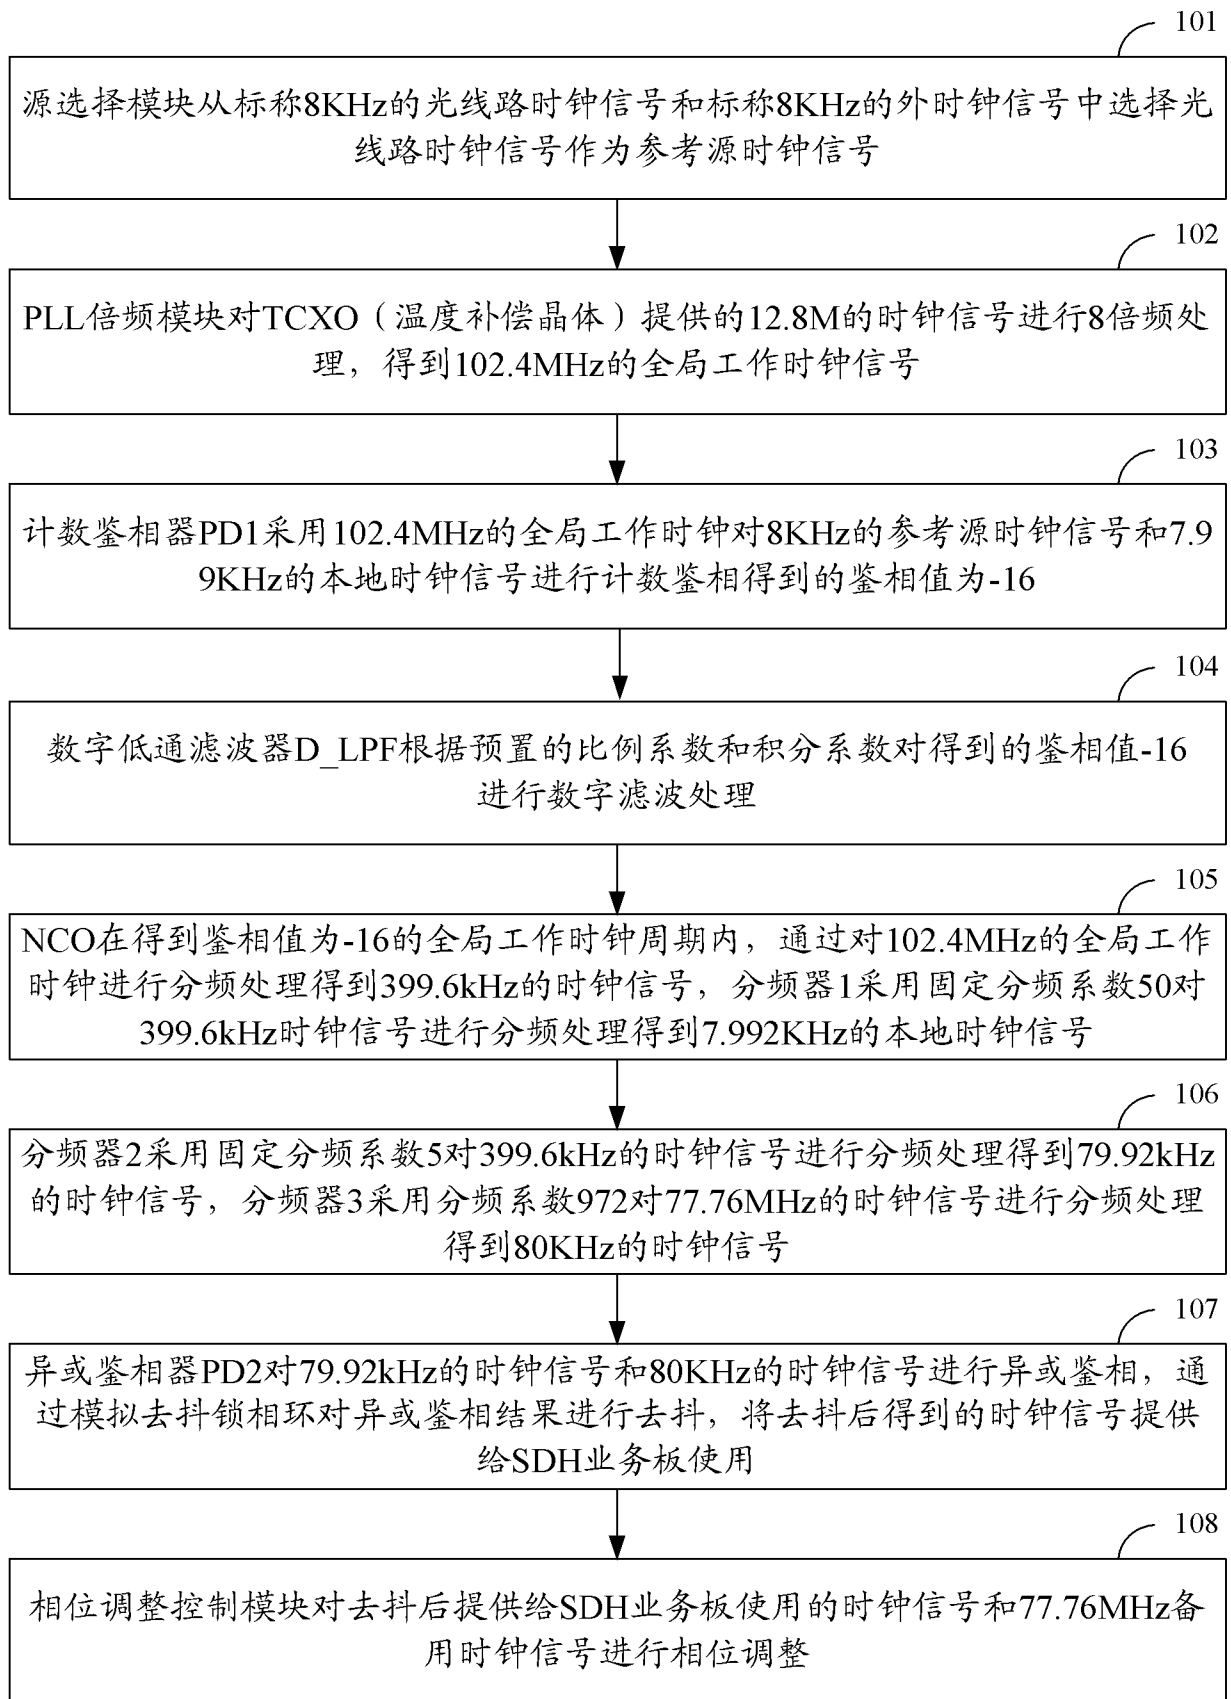 101
源选择模块从标称8KHz的光线路时钟信号和标称8KHz的外时钟信号中选择光
线路时钟信号作为参考源时钟信号
102
PLL倍频模块对TCXO（温度补偿晶体）提供的12.8M的时钟信号进行8倍频处
理，得到102.4MHz的全局工作时钟信号
103
计数鉴相器PD1采用102.4MHz的全局工作时钟对8KHz的参考源时钟信号和7.9
9KHz的本地时钟信号进行计数鉴相得到的鉴相值为-16
104
数字低通滤波器D_LPF根据预置的比例系数和积分系数对得到的鉴相值-16
进行数字滤波处理
105
NCO在得到鉴相值为-16的全局工作时钟周期内，通过对102.4MHz的全局工作
时钟进行分频处理得到399.6kHz的时钟信号，分频器1采用固定分频系数50对
399.6kHz时钟信号进行分频处理得到7.992KHz的本地时钟信号
106
分频器2采用固定分频系数5对399.6kHz的时钟信号进行分频处理得到79.92kHz
的时钟信号，分频器3采用分频系数972对77.76MHz的时钟信号进行分频处理
得到80KHz的时钟信号
107
异或鉴相器PD2对79.92kHz的时钟信号和80KHz的时钟信号进行异或鉴相，通
过模拟去抖锁相环对异或鉴相结果进行去抖，将去抖后得到的时钟信号提供
给SDH业务板使用
108
相位调整控制模块对去抖后提供给SDH业务板使用的时钟信号和77.76MHz备
用时钟信号进行相位调整